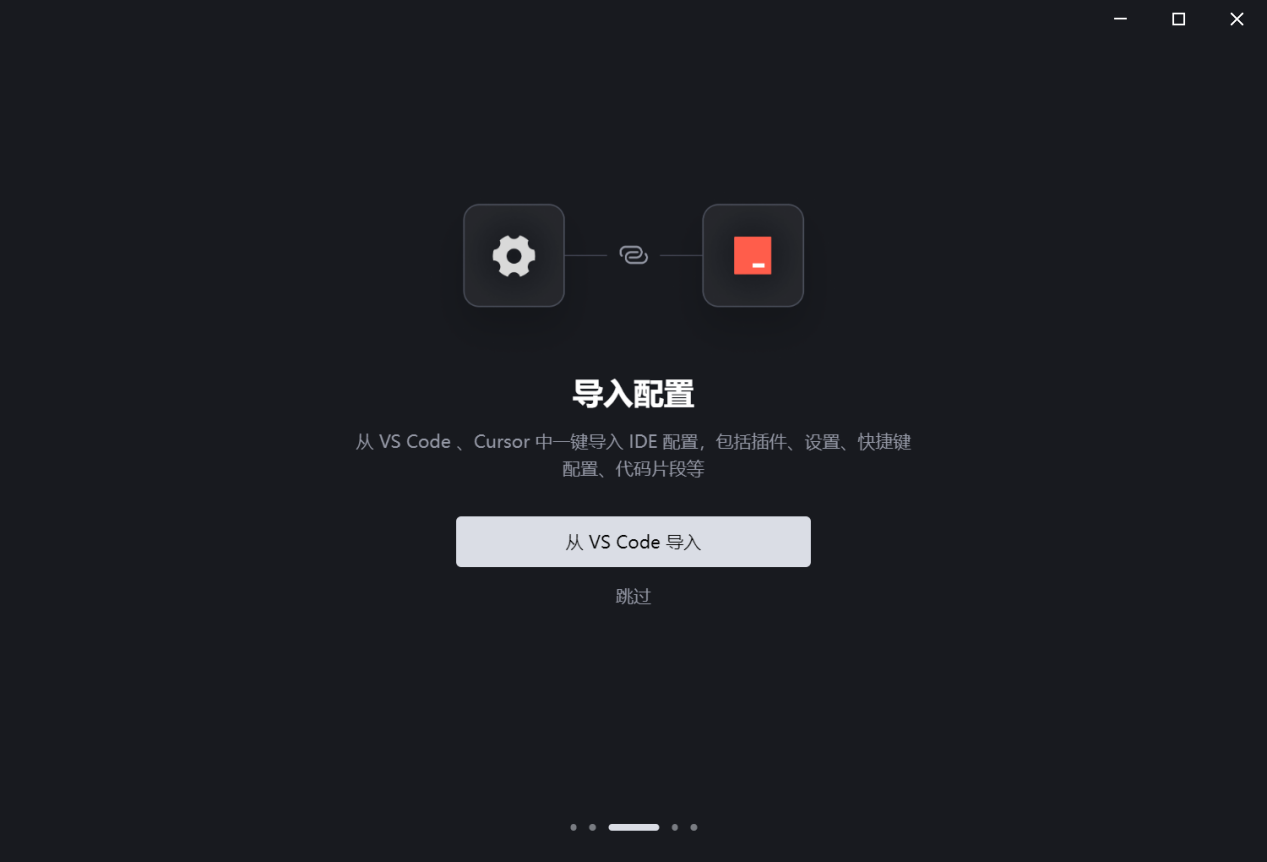 导入配置
从 VS Code 、Cursor 中一键导入 IDE 配置，包括插件、设置、快捷键
配置、代码片段等
从 VS Code 导入
跳过